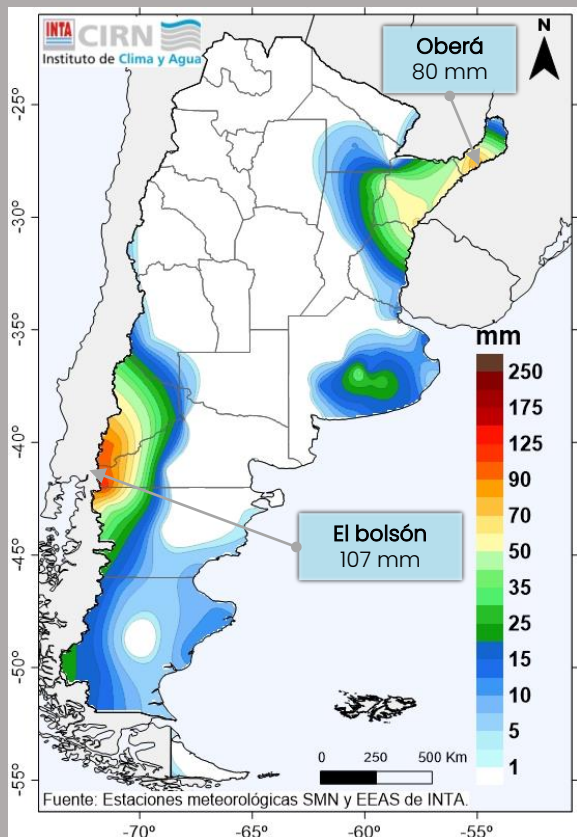 INTA CIRN
Instituto de Clima y Agua
Oberá
80 mm
N
-25°
-30°
-35°
-40°
-45°
-50°
-55°
mm
250
175
125
90
70
50
35
25
15
10
5
1
El bolsón
107 mm
0 250 500 Km
Fuente: Estaciones meteorológicas SMN y EEAS de INTA.
-70° -65° -60° -55°